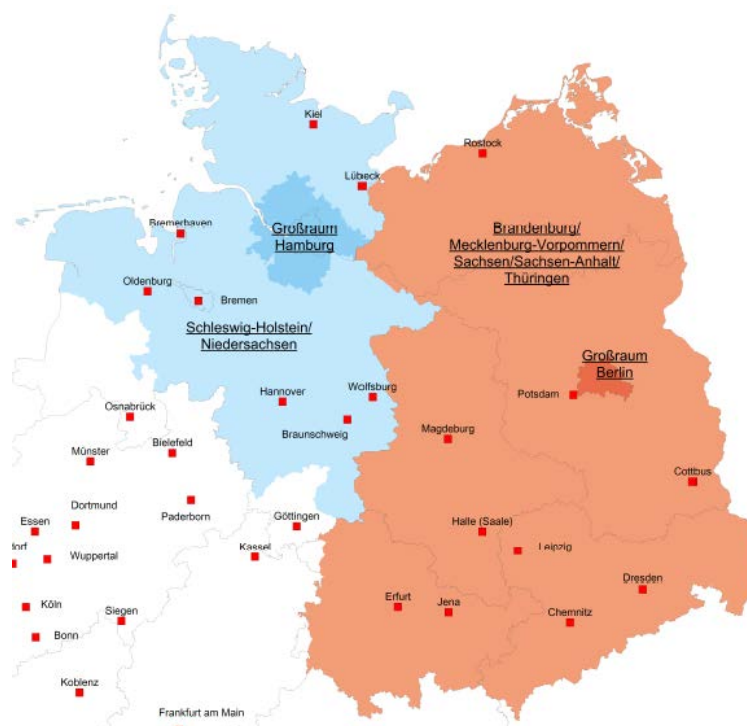 Kiel
Rostock
Lübeck
Bremerhaven
Großraum
Hamburg
Brandenburg/
Mecklenburg-Vorpommern/
Sachsen/Sachsen-Anhalt/
Thüringen
Oldenburg
Bremen
Schleswig-Holstein/
Niedersachsen
Großraum
Berlin
Hannover
Wolfsburg
Potsdam
Osnabrück
Braunschweig
Magdeburg
Münster
Bielefeld
Cottbus
Dortmund
Paderborn
Essen
Göttingen
Halle (Saale)
dorf
Wuppertal
Kassel
Leipzig
Dresden
Köln
Siegen
Erfurt
Jena
Chemnitz
Bonn
Koblenz
Frankfurt am Main